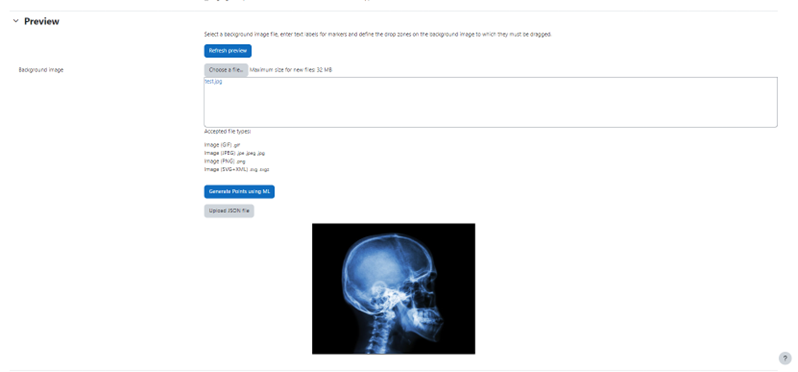 Preview
Select a background image file, enter text labels for markers and define the drop zones on the background image to which they must be dragged.
Refresh preview
Background image
Choose a file... Maximum size for new files: 32 MB
test.jpg
Accepted file types:
Image (GIF) .gif
Image (JPEG) .jpe .jpeg .jpg
Image (PNG) .png
Image (SVG+XML) .svg .svgz
Generate Points using ML
Upload JSON file
?